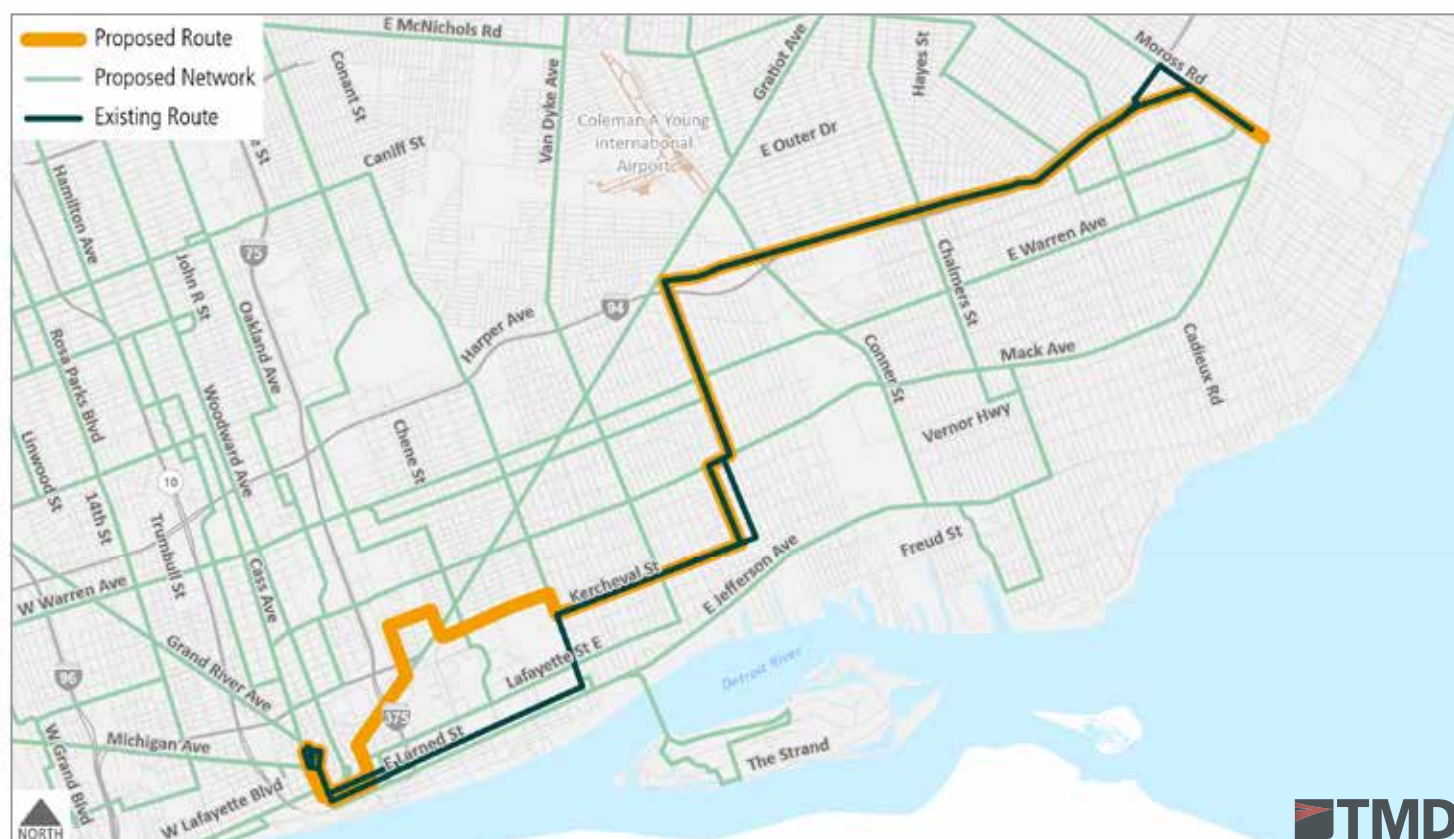 Proposed Route
Proposed Network
Existing Route
E McNichols Rd
Conant St
Van Dyke Ave
Gratiot Ave
Hayes St
Moross Rd
Coleman A Young
International
Airport
E Outer Dr
Caniff St
Hamilton Ave
John R St
75
Oakland Ave
E Warren Ave
Chalmers St
94
Harper Ave
Rosa Parks Blvd
Woodward Ave
Conner St
Mack Ave
Cadieux Rd
Linwood St
Chene St
Vernor Hwy
10
14th St
Trumbull St
Cass Ave
Freud St
Kercheval St
E Jefferson Ave
W Warren Ave
Grand River Ave
Lafayette St E
Detroit River
96
375
Michigan Ave
E Larned St
The Strand
W Grand Blvd
W Lafayette Blvd
NORTH
TMD